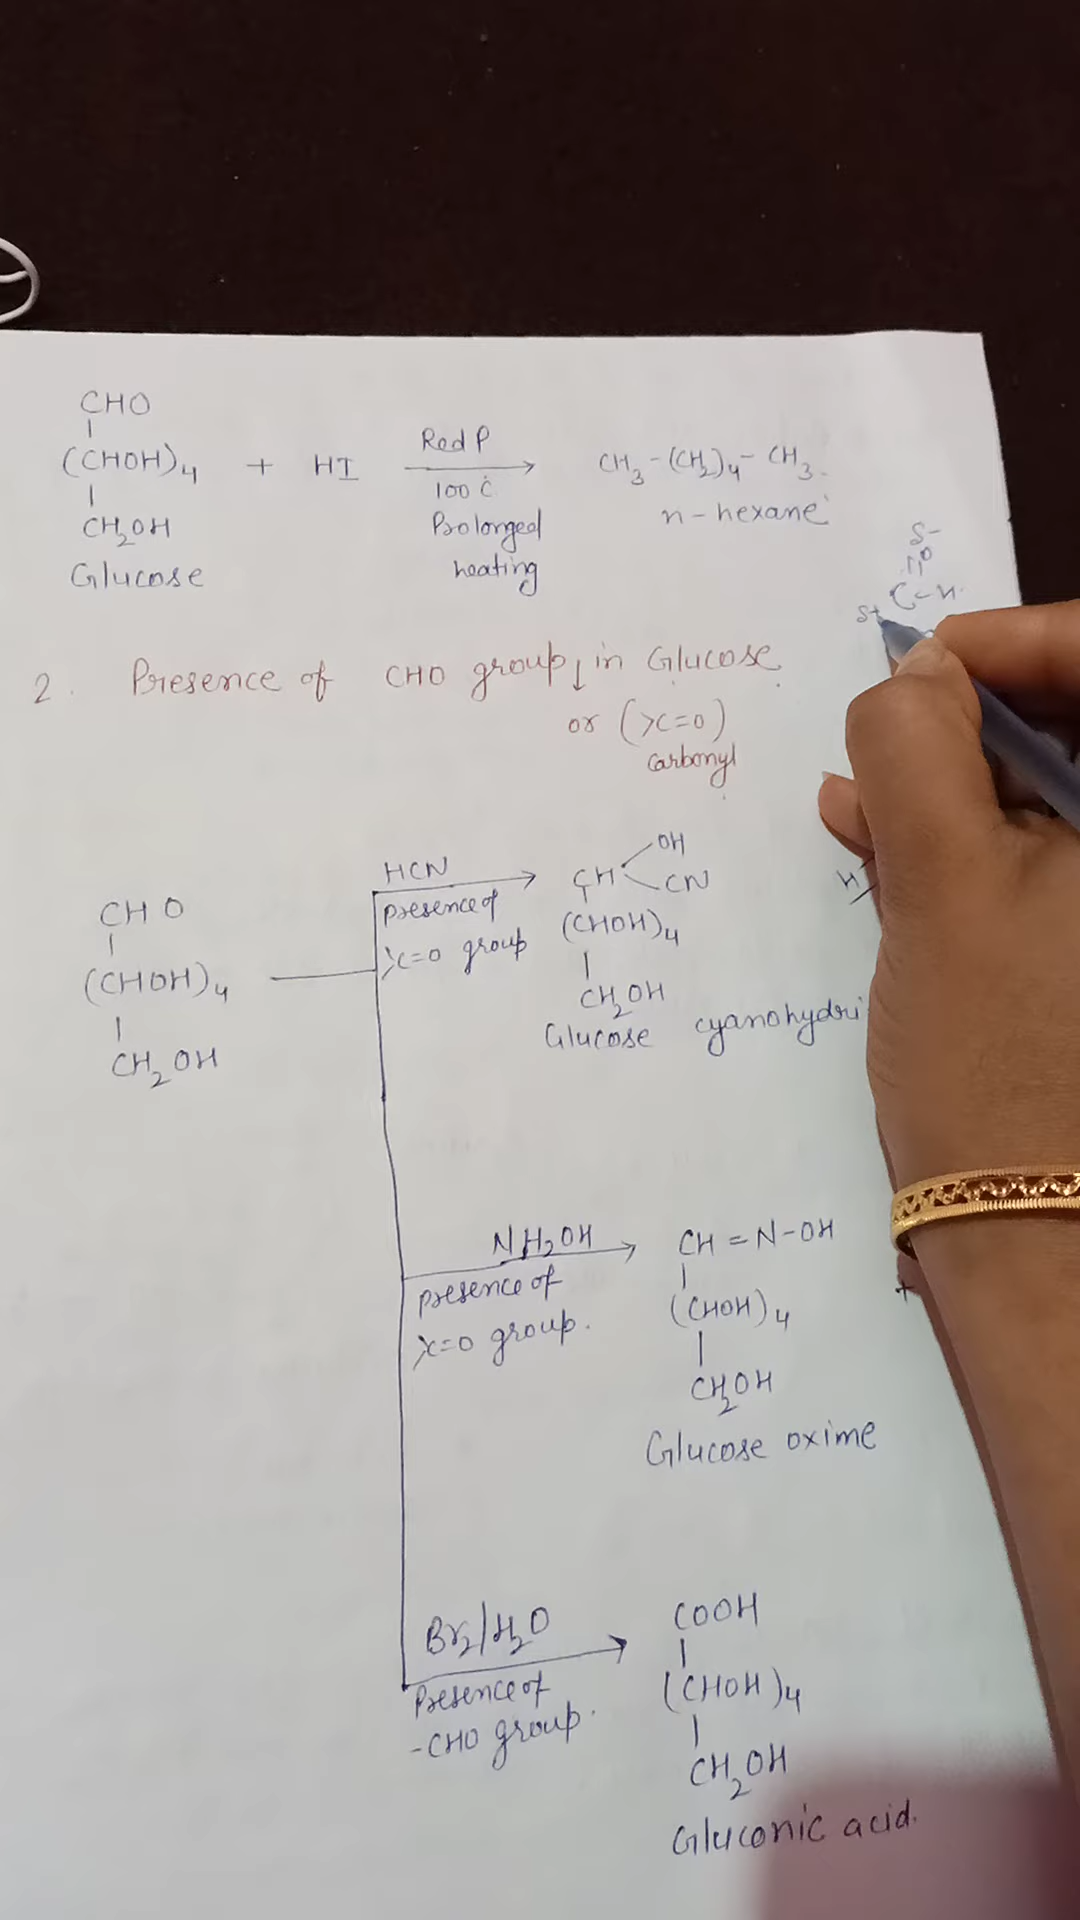 CHO
|
(CHOH)4 + HI Red P → CH3-(CH2)4-CH3.
100 C
|
CH2OH Prolonged n-hexane
Glucose heating
δ-
O
||
C-H
δ+
2. Presence of CHO group↓ in Glucose
or (>C=O)
Carbonyl
HCN →
CH OH
CN
presence of
>C=O group
(CHOH)4
|
CH2OH
Glucose cyanohydri
CHO
|
(CHOH)4
|
CH2OH
H
NH2OH → CH=N-OH
presence of
>C=O group.
|
(CHOH)4
|
CH2OH
Glucose oxime
+
Br2/H2O → COOH
Presence of
-CHO group.
|
(CHOH)4
|
CH2OH
Gluconic acid.